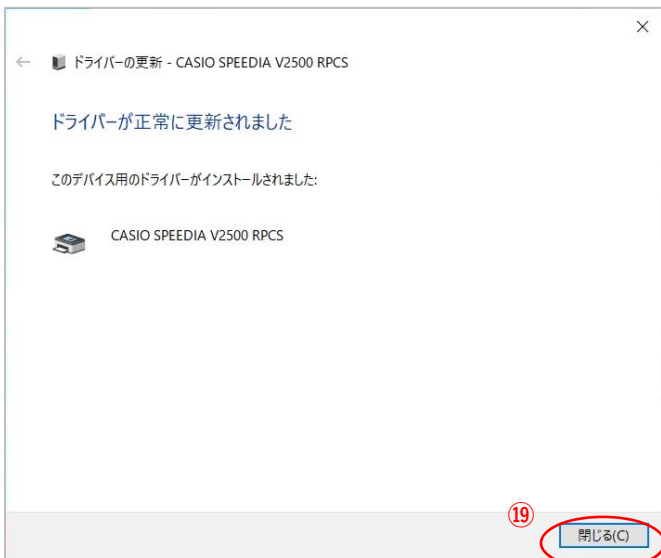 ドライバーの更新 - CASIO SPEEDIA V2500 RPCS
ドライバーが正常に更新されました
このデバイス用のドライバーがインストールされました:
CASIO SPEEDIA V2500 RPCS
⑲
閉じる(C)